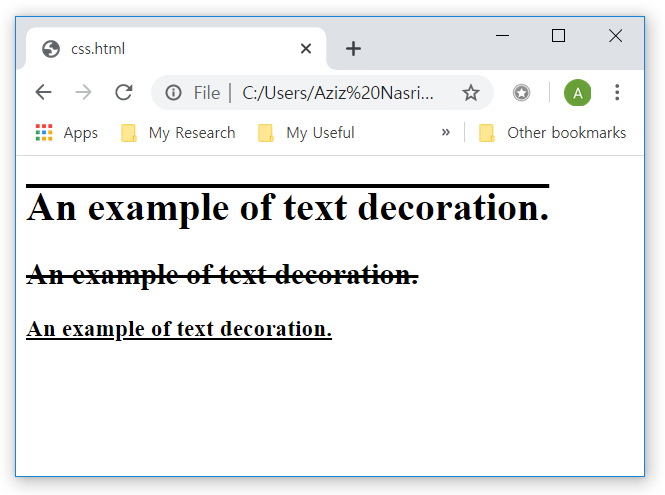 css.html
File | C:/Users/Aziz%20Nasri...
A
Apps My Research My Useful » Other bookmarks
An example of text decoration.
An example of text decoration.
An example of text decoration.